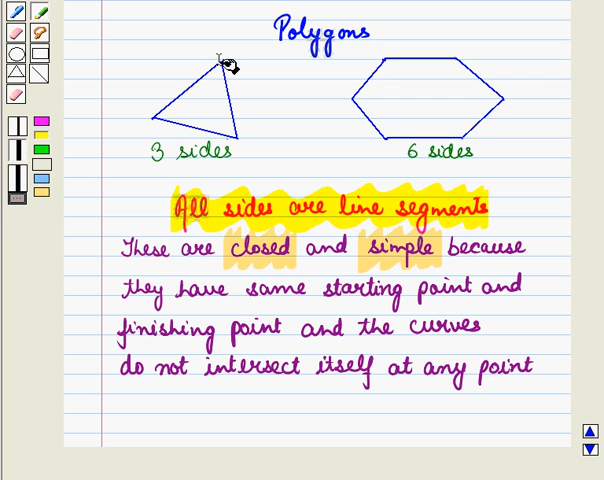 Polygons
3 sides
6 sides
All sides are line segments
These are closed and simple because
they have same starting point and
finishing point and the curves
do not intersect itself at any point